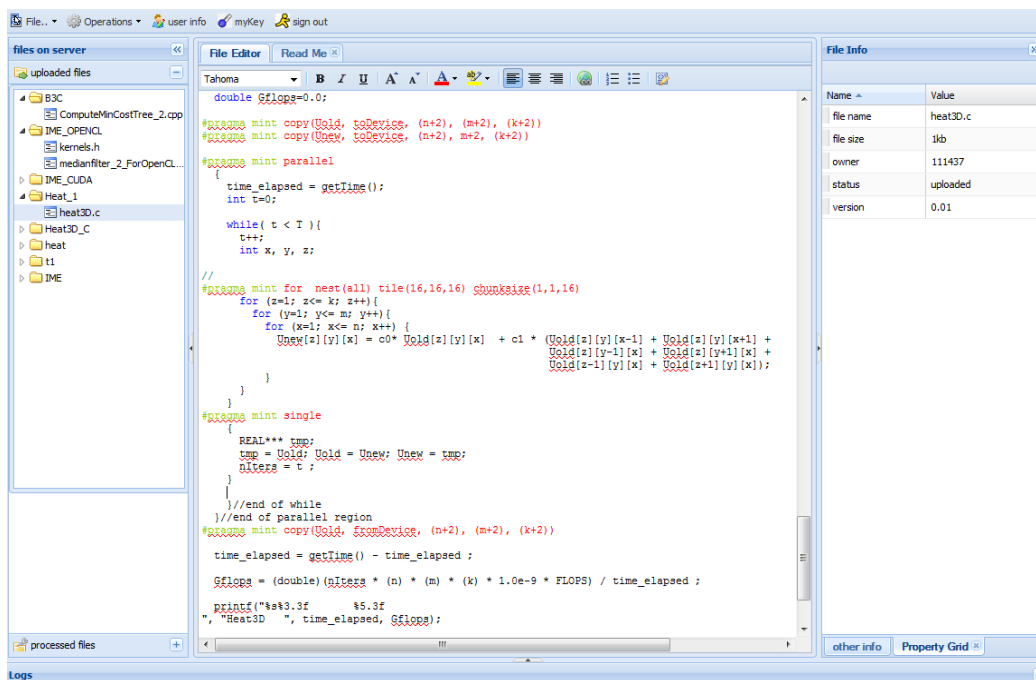 File.. Operations user info myKey sign out
files on server
uploaded files
B3C
ComputeMinCostTree_2.cpp
IME_OPENCL
kernels.h
medianfilter_2_ForOpenCL...
IME_CUDA
Heat_1
heat3D.c
Heat3D_C
heat
t1
IME
processed files
File Editor Read Me
Tahoma B I U A A A
double Gflops=0.0;
#pragma mint copy(Uold, toDevice, (n+2), (m+2), (k+2))
#pragma mint copy(Unew, toDevice, (n+2), m+2, (k+2))
#pragma mint parallel
{
time_elapsed = getTime();
int t=0;
while( t < T ){
t++;
int x, y, z;
//
#pragma mint for  nest(all) tile(16,16,16) chunksize(1,1,16)
for (z=1; z<= k; z++){
for (y=1; y<= m; y++){
for (x=1; x<= n; x++) {
Unew[z][y][x] = c0* Uold[z][y][x]  + c1 * (Uold[z][y][x-1] + Uold[z][y][x+1] +
Uold[z][y-1][x] + Uold[z][y+1][x] +
Uold[z-1][y][x] + Uold[z+1][y][x]);
}
}
}
#pragma mint single
{
REAL*** tmp;
tmp = Uold; Uold = Unew; Unew = tmp;
nIters = t ;
}
}//end of while
}//end of parallel region
#pragma mint copy(Uold, fromDevice, (n+2), (m+2), (k+2))
time_elapsed = getTime() - time_elapsed ;
Gflops = (double)(nIters * (n) * (m) * (k) * 1.0e-9 * FLOPS) / time_elapsed ;
printf("%s%3.3f       %5.3f
", "Heat3D   ", time_elapsed, Gflops);
File Info
Name Value
file name heat3D.c
file size 1kb
owner 111437
status uploaded
version 0.01
other info Property Grid
Logs